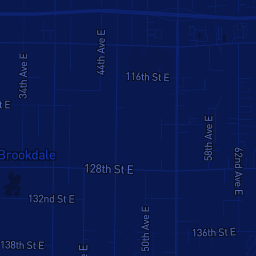 44th Ave E
34th Ave E
116th St E
t E
58th Ave E
62nd Ave E
Brookdale
128th St E
132nd St E
50th Ave E
136th St E
138th St E
e E